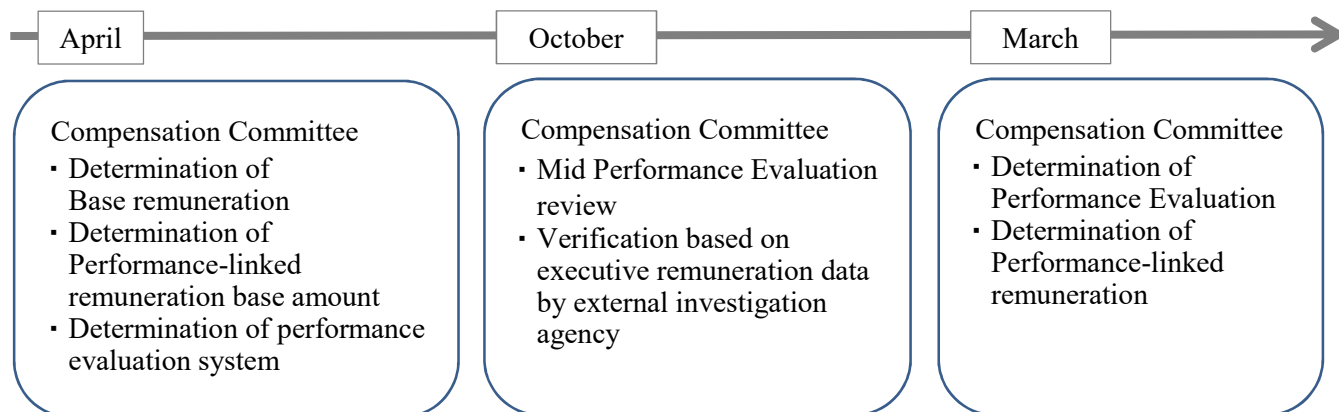 April
October
March
Compensation Committee
▪ Determination of
Base remuneration
▪ Determination of
Performance-linked
remuneration base amount
▪ Determination of performance
evaluation system
Compensation Committee
▪ Mid Performance Evaluation
review
▪ Verification based on
executive remuneration data
by external investigation
agency
Compensation Committee
▪ Determination of
Performance Evaluation
▪ Determination of
Performance-linked
remuneration